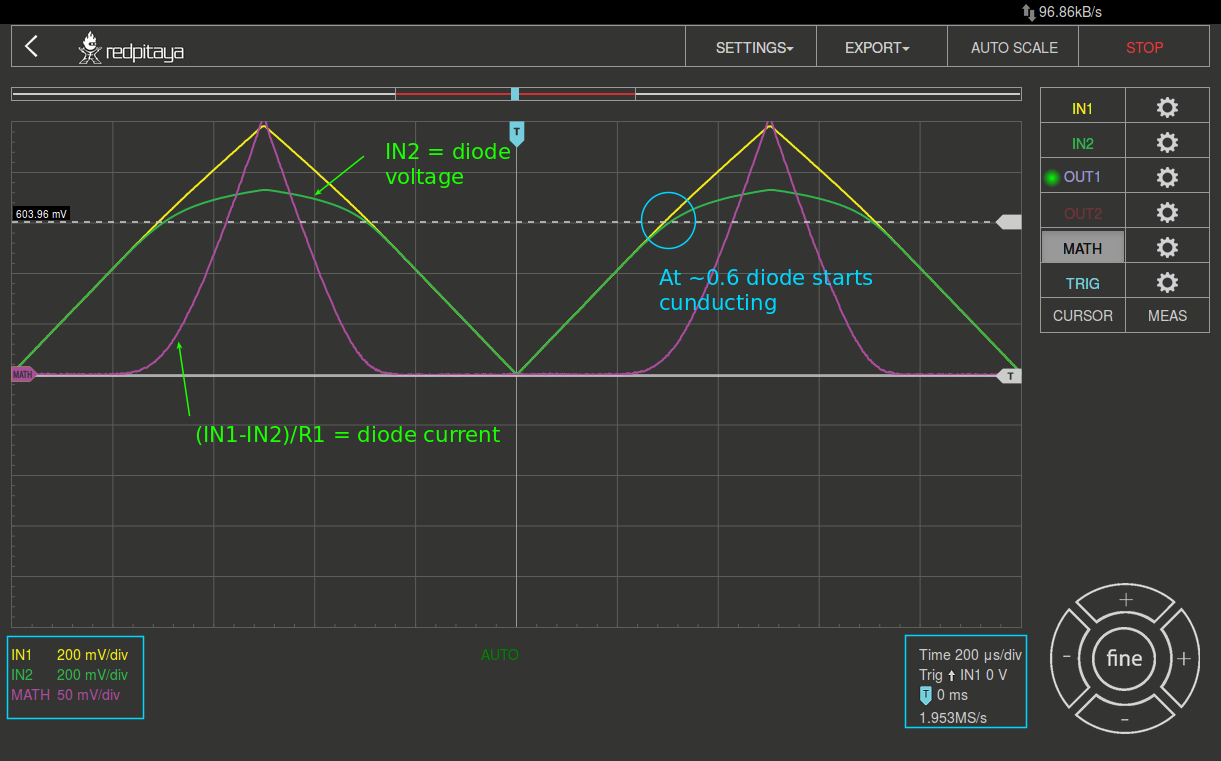 96.86kB/s
redpitaya
SETTINGS
EXPORT
AUTO SCALE
STOP
T
IN1
IN2
OUT1
OUT2
MATH
TRIG
CURSOR
MEAS
IN2 = diode
voltage
603.96 mV
At ~0.6 diode starts
cunducting
MATH
T
(IN1-IN2)/R1 = diode current
IN1 200 mV/div
IN2 200 mV/div
MATH 50 mV/div
AUTO
Time 200 µs/div
Trig IN1 0 V
T 0 ms
1.953MS/s
+
- fine +
-